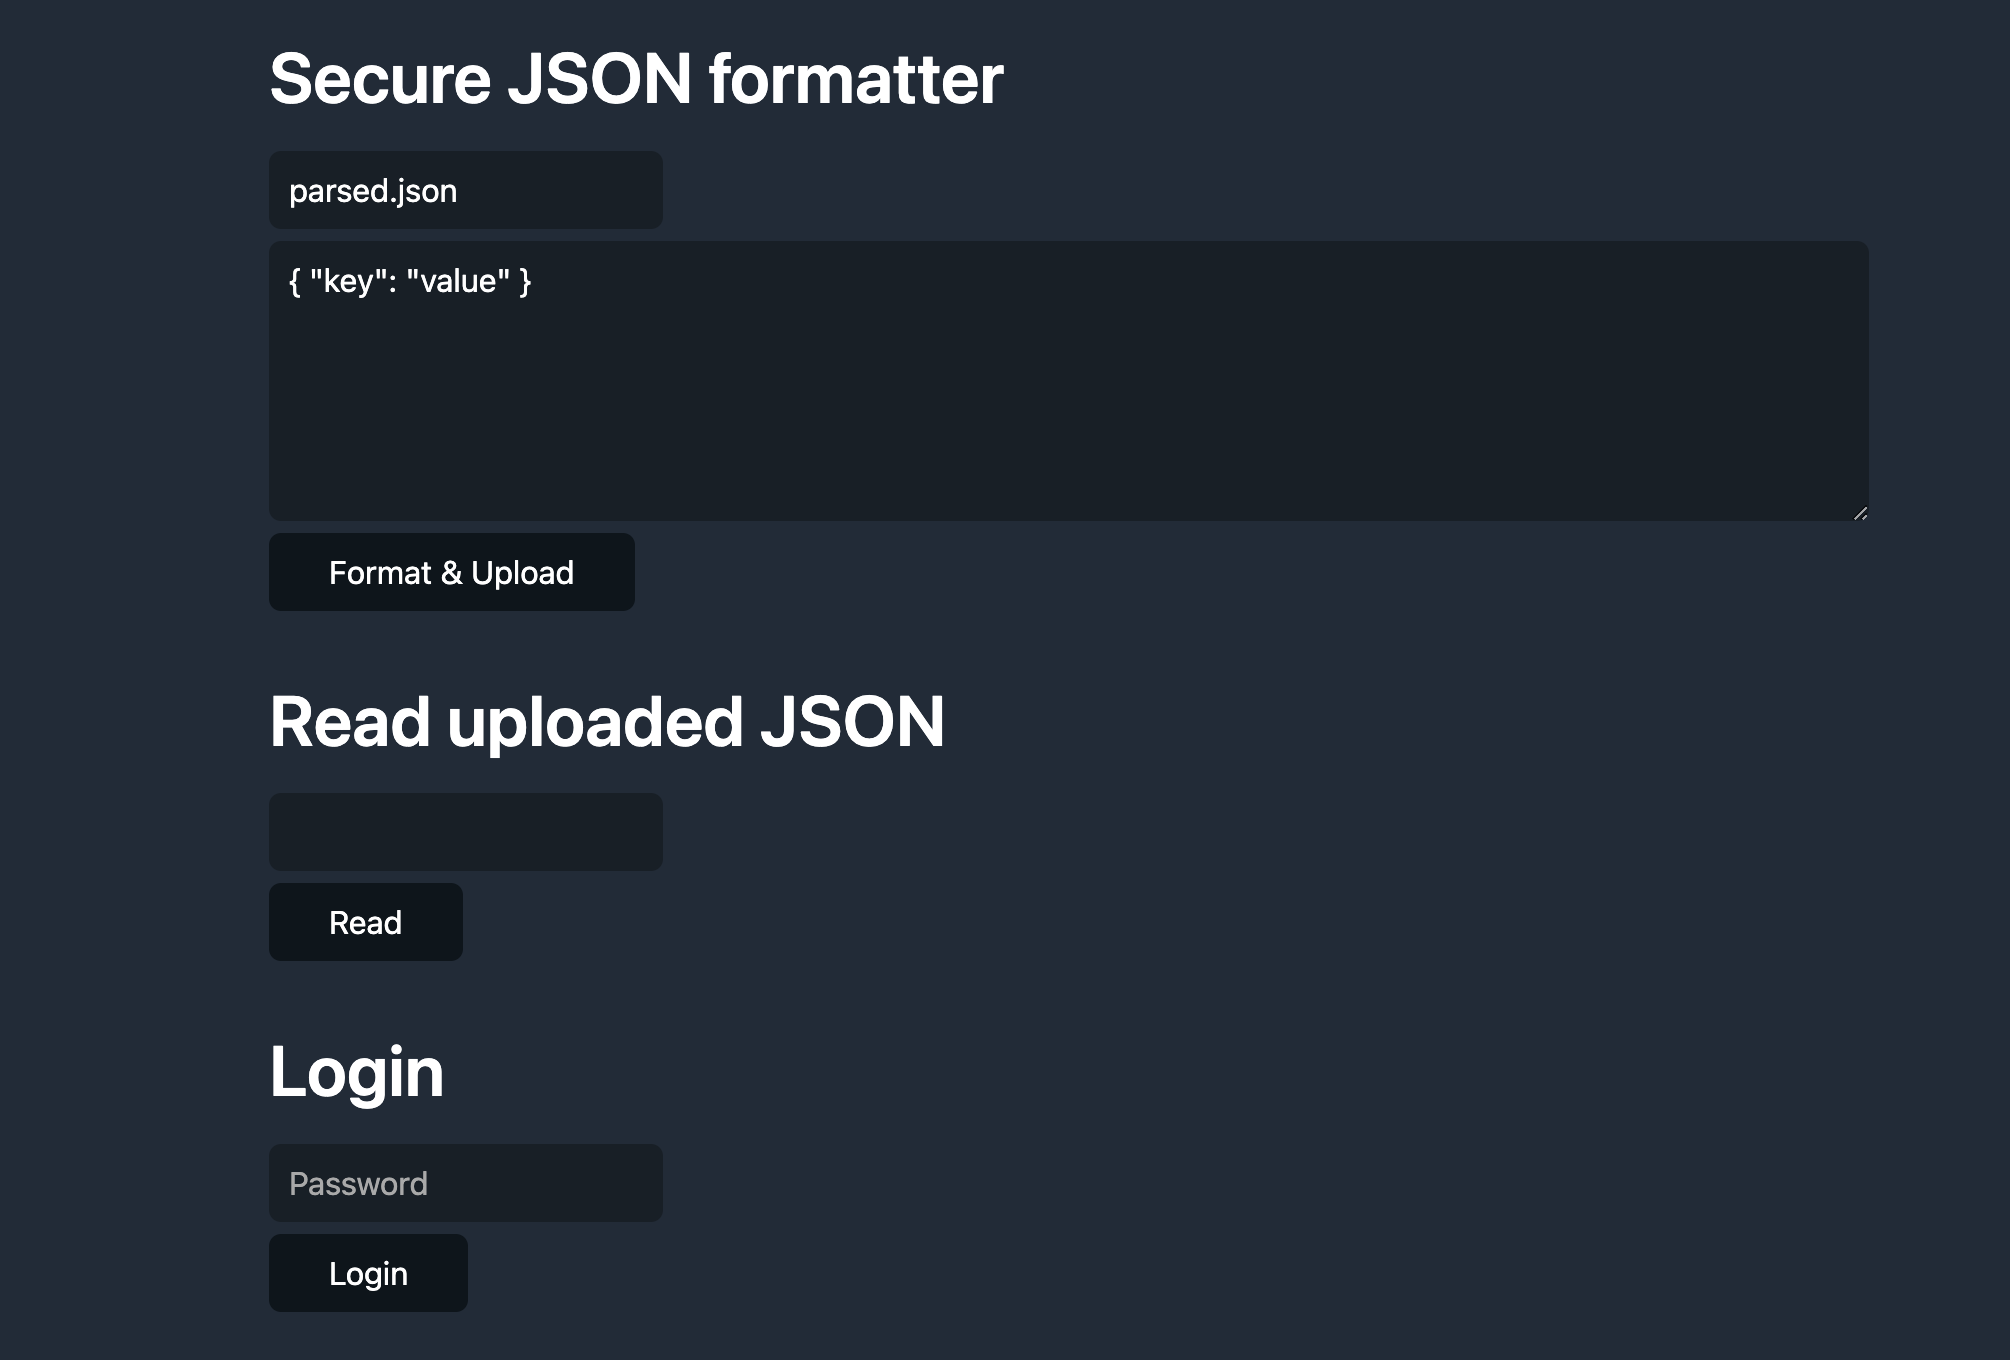 Secure JSON formatter
parsed.json
{ "key": "value" }
Format & Upload
Read uploaded JSON
Read
Login
Password
Login